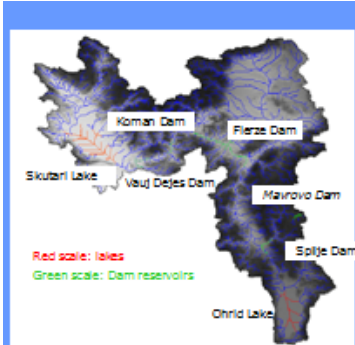 Koman Dam
Fierze Dam
Skutari Lake
Vauj Dejes Dam
Mavrovo Dam
Spilje Dam
Red scale: lakes
Green scale: Dam reservoirs
Ohrid Lake